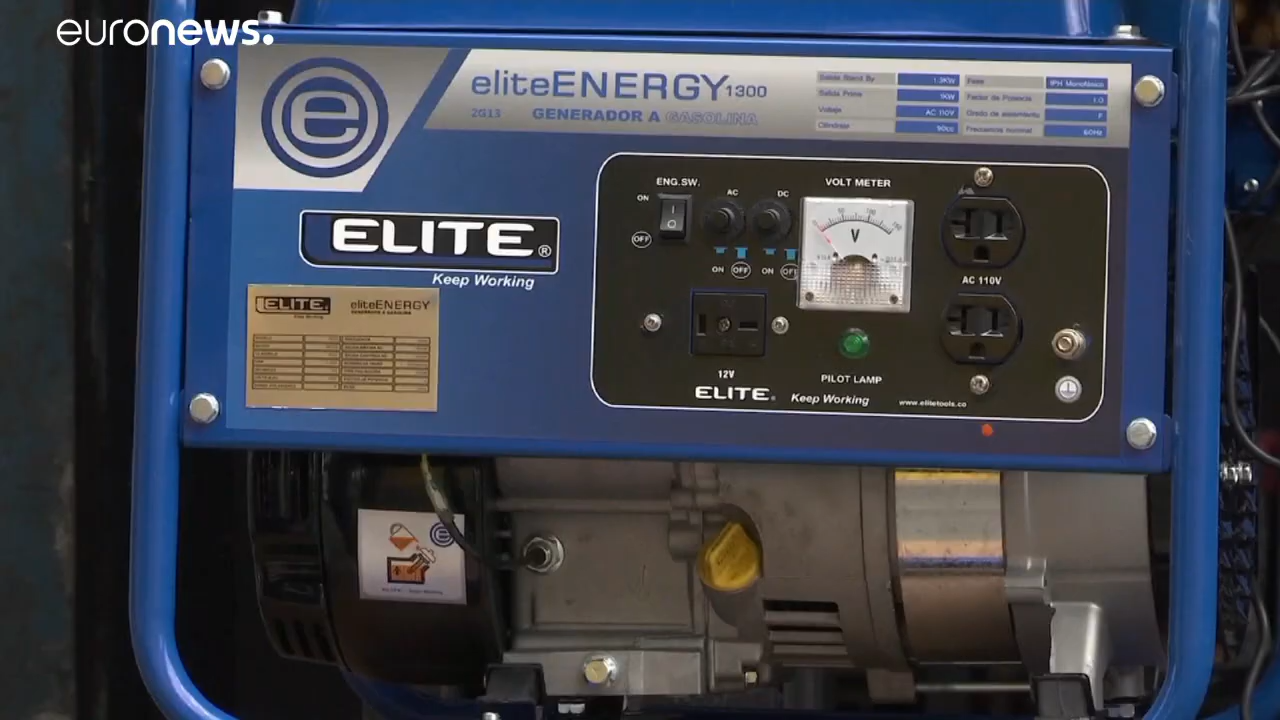 euronews.
e
eliteENERGY1300
2G13 GENERADOR A GASOLINA
Salida Stand By 1.3KW Fase 1PH Monofásico
Salida Prime Factor de Potencia 1.0
Voltaje AC 110V Grado de aislamiento F
Cilindraje 90cc Frecuencia nominal 60Hz
ELITE®
Keep Working
ENG.SW.
ON
OFF
AC
DC
ON OFF ON OFF
VOLT METER
V
AC 110V
12V
PILOT LAMP
ELITE® Keep Working
www.elitetools.co
ELITE eliteENERGY
Keep Working
e